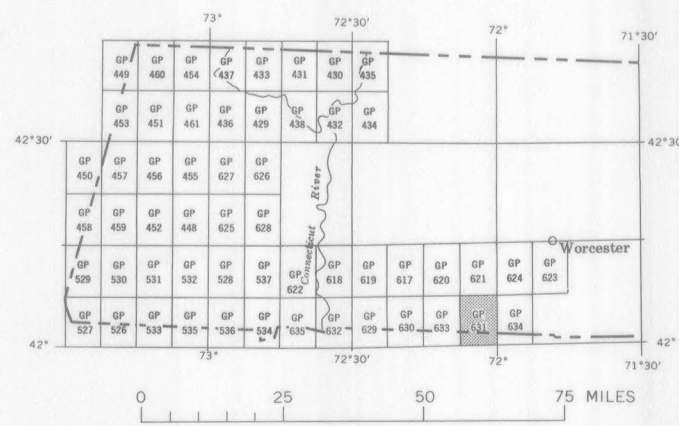 73° 72°30' 72° 71°30'
GP 449 GP 460 GP 454 GP 437 GP 433 GP 431 GP 430 GP 435
GP 453 GP 451 GP 461 GP 436 GP 429 GP 438 GP 432 GP 434
42°30' 42°30'
GP 450 GP 457 GP 456 GP 455 GP 627 GP 626
GP 458 GP 459 GP 452 GP 448 GP 625 GP 628
Connecticut River
Worcester
GP 529 GP 530 GP 531 GP 532 GP 528 GP 537 GP 622 GP 618 GP 619 GP 617 GP 620 GP 621 GP 624 GP 623
GP 527 GP 526 GP 533 GP 535 GP *536 GP 534 GP *635 GP 632 GP 629 GP 630 GP 633 GP 631 GP 634
42° 42°
73° 72°30' 72° 71°30'
0 25 50 75 MILES